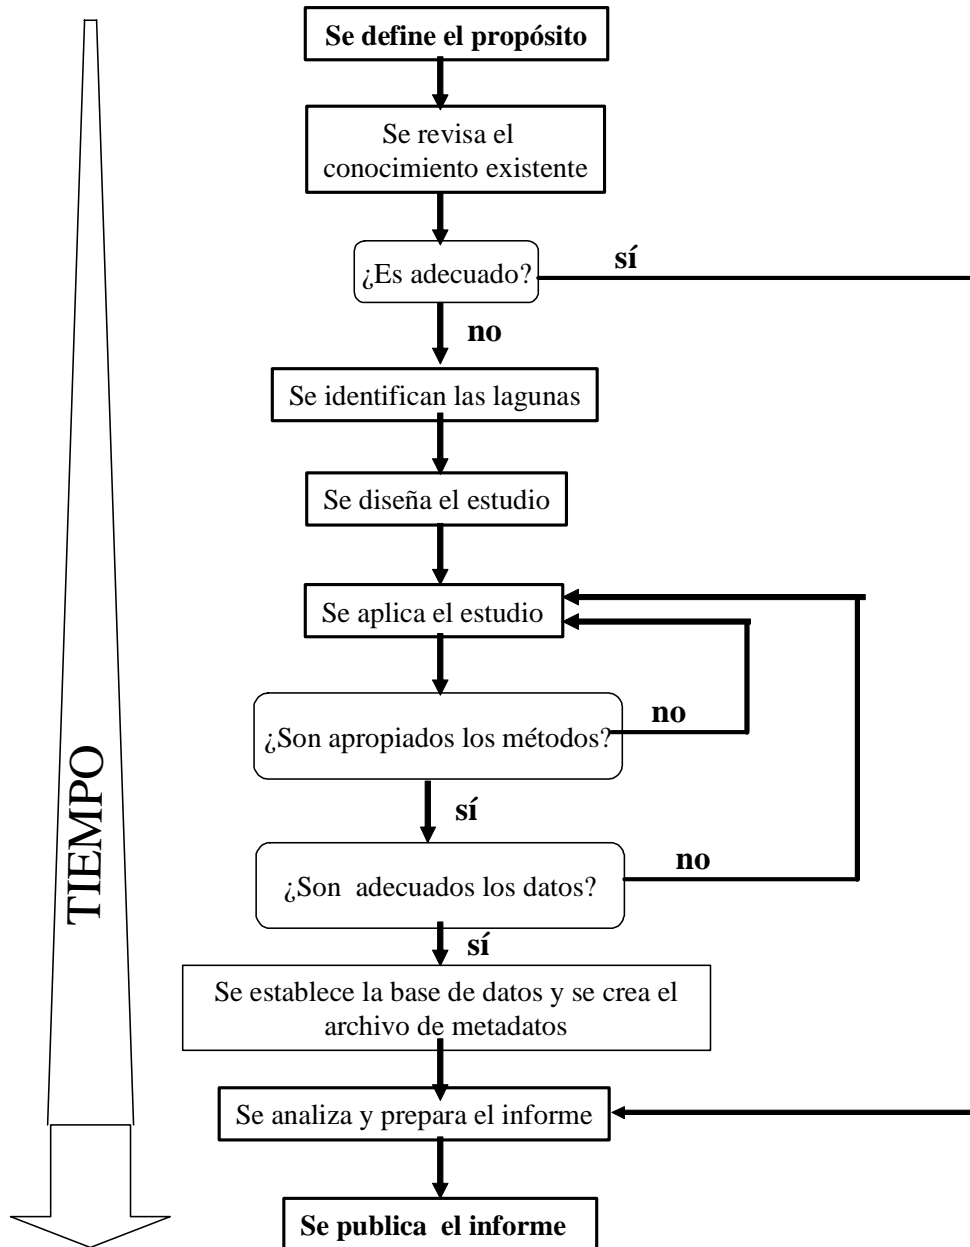 Se define el propósito
Se revisa el
conocimiento existente
¿Es adecuado?
sí
no
Se identifican las lagunas
Se diseña el estudio
Se aplica el estudio
¿Son apropiados los métodos?
no
sí
¿Son adecuados los datos?
no
sí
Se establece la base de datos y se crea el
archivo de metadatos
Se analiza y prepara el informe
Se publica el informe
TIEMPO